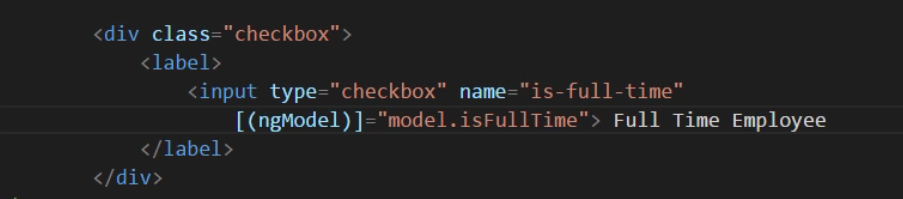 <div class="checkbox">
<label>
<input type="checkbox" name="is-full-time"
[(ngModel)]="model.isFullTime"> Full Time Employee
</label>
</div>